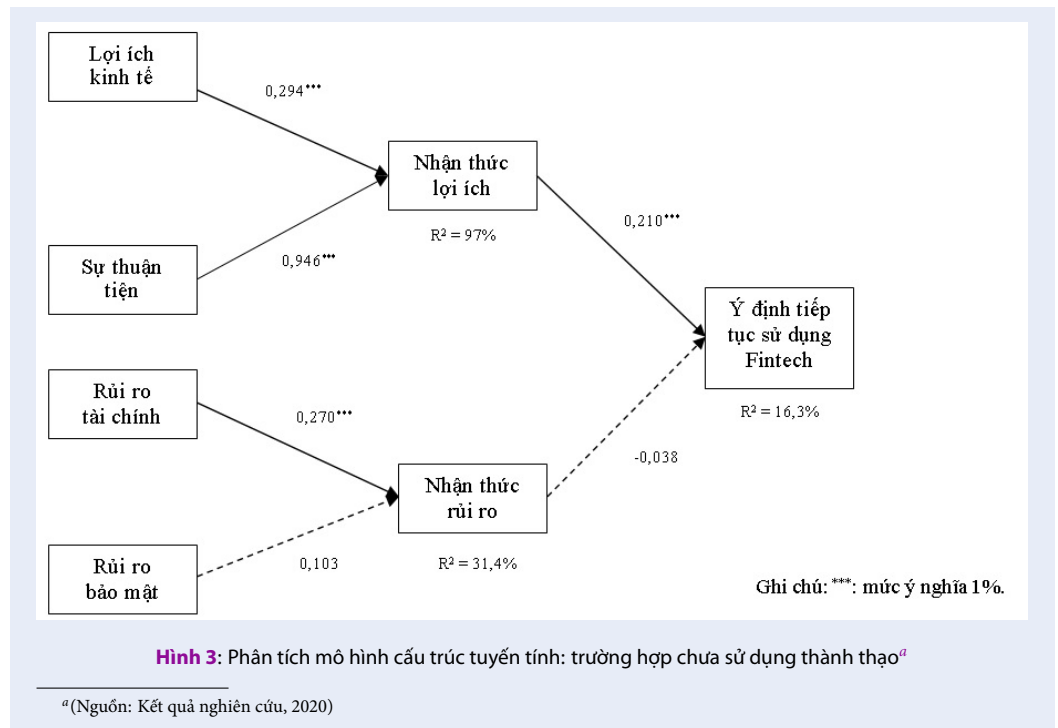 Lợi ích
kinh tế
0,294***
Nhận thức
lợi ích
R² = 97%
0,210***
0,946***
Sự thuận
tiện
Ý định tiếp
tục sử dụng
Fintech
R² = 16,3%
Rủi ro
tài chính
0,270***
-0,038
Nhận thức
rủi ro
R² = 31,4%
0,103
Rủi ro
bảo mật
Ghi chú: ***: mức ý nghĩa 1%.
Hình 3: Phân tích mô hình cấu trúc tuyến tính: trường hợp chưa sử dụng thành thạoᵃ
ᵃ(Nguồn: Kết quả nghiên cứu, 2020)